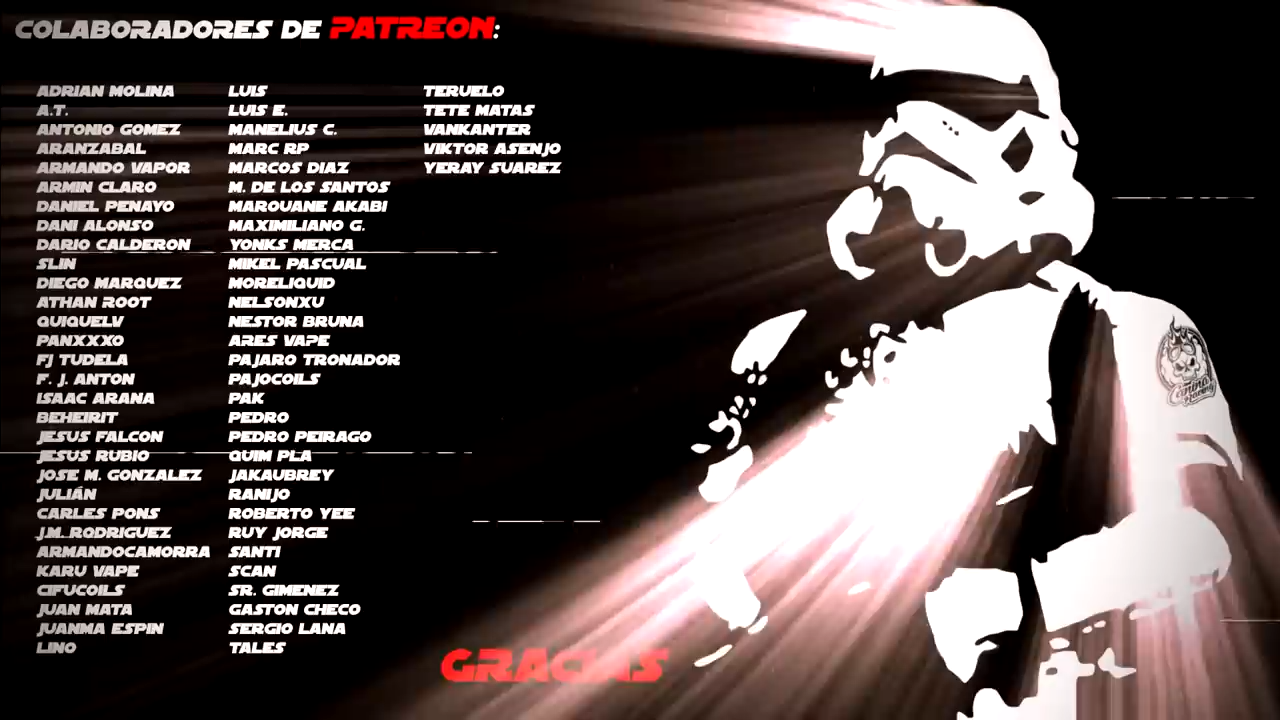 COLABORADORES DE PATREON:
ADRIAN MOLINA
A.T.
ANTONIO GOMEZ
ARANZABAL
ARMANDO VAPOR
ARMIN CLARO
DANIEL PENAYO
DANI ALONSO
DARIO CALDERON
SLIN
DIEGO MARQUEZ
ATHAN ROOT
QUIQUELV
PANXXXO
FJ TUDELA
F. J. ANTON
ISAAC ARANA
BEHEIRIT
JESUS FALCON
JESUS RUBIO
JOSE M. GONZALEZ
JULIÁN
CARLES PONS
J.M..RODRIGUEZ
ARMANDOCAMORRA
KARU VAPE
CIFUCOILS
JUAN MATA
JUANMA ESPIN
LINO
LUIS
LUIS E.
MANELIUS C.
MARC RP
MARCOS DIAZ
M. DE LOS SANTOS
MAROUANE AKABI
MAXIMILIANO G.
YONKS MERCA
MIKEL PASCUAL
MORELIQUID
NELSONXU
NESTOR BRUNA
ARES VAPE
PAJARO TRONADOR
PAJOCOILS
PAK
PEDRO
PEDRO PEIRAGO
QUIM PLA
JAKAUBREY
RANIJO
ROBERTO YEE
RUY JORGE
SANTI
SCAN
SR. GIMENEZ
GASTON CHECO
SERGIO LANA
TALES
TERUELO
TETE MATAS
VANKANTER
VIKTOR ASENJO
YERAY SUAREZ
Canina
GRACIAS